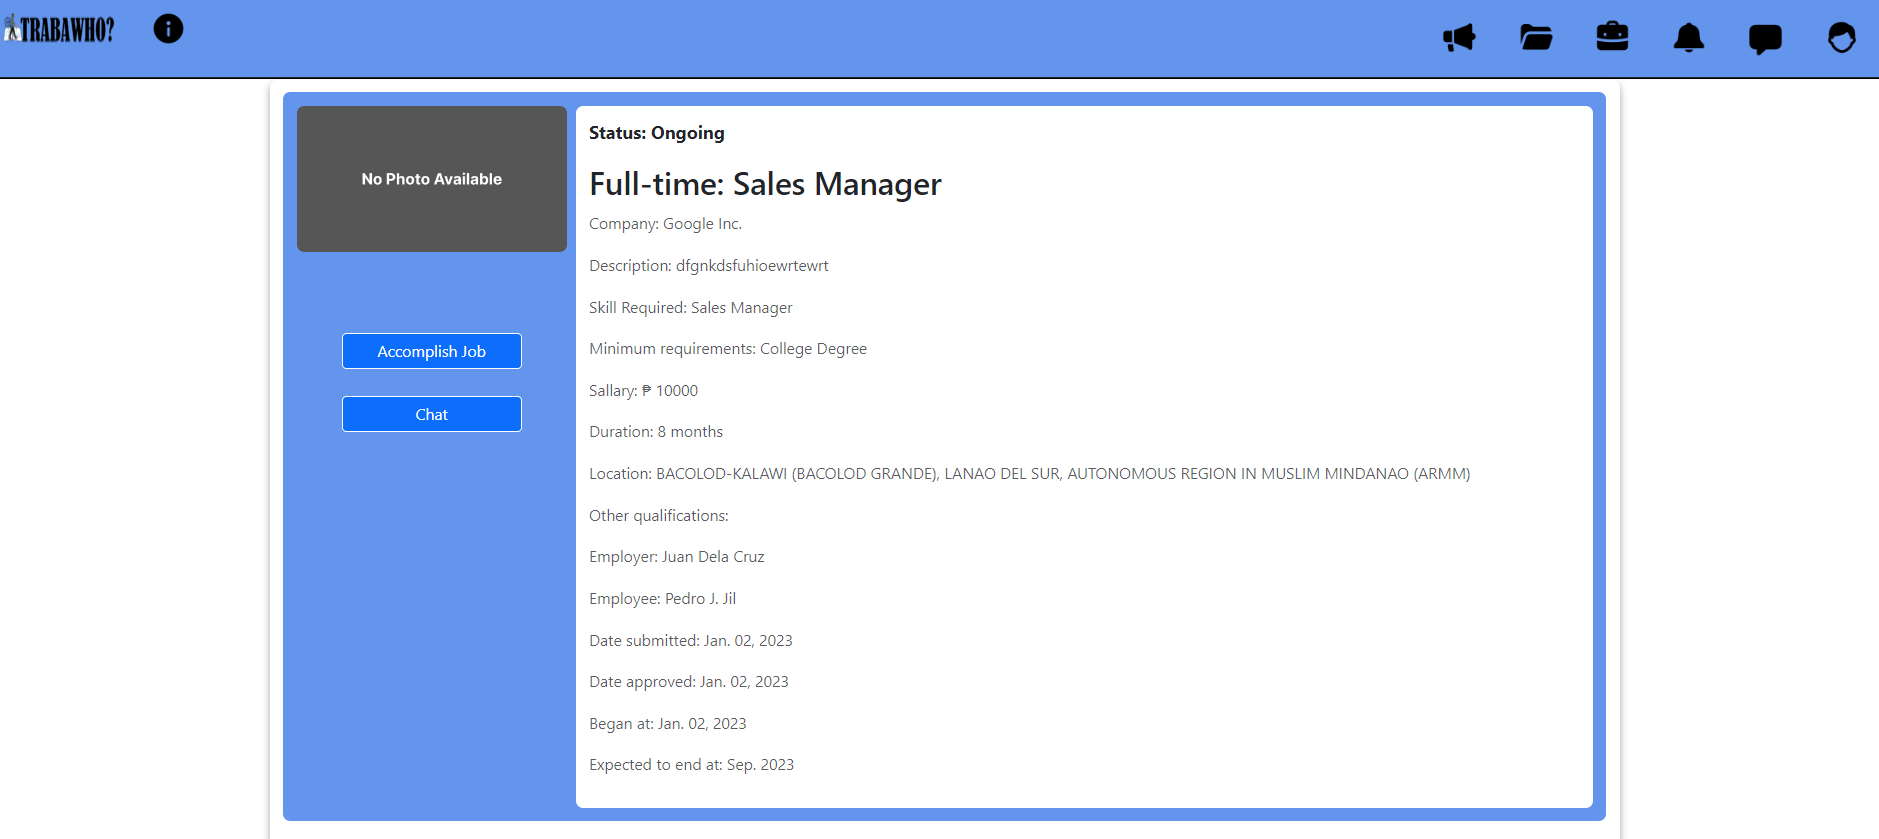 TRABAWHO?
No Photo Available
Accomplish Job
Chat
Status: Ongoing
Full-time: Sales Manager
Company: Google Inc.
Description: dfgnkdsfuhioewrtewrt
Skill Required: Sales Manager
Minimum requirements: College Degree
Sallary: ₱ 10000
Duration: 8 months
Location: BACOLOD-KALAWI (BACOLOD GRANDE), LANAO DEL SUR, AUTONOMOUS REGION IN MUSLIM MINDANAO (ARMM)
Other qualifications:
Employer: Juan Dela Cruz
Employee: Pedro J. Jil
Date submitted: Jan. 02, 2023
Date approved: Jan. 02, 2023
Began at: Jan. 02, 2023
Expected to end at: Sep. 2023